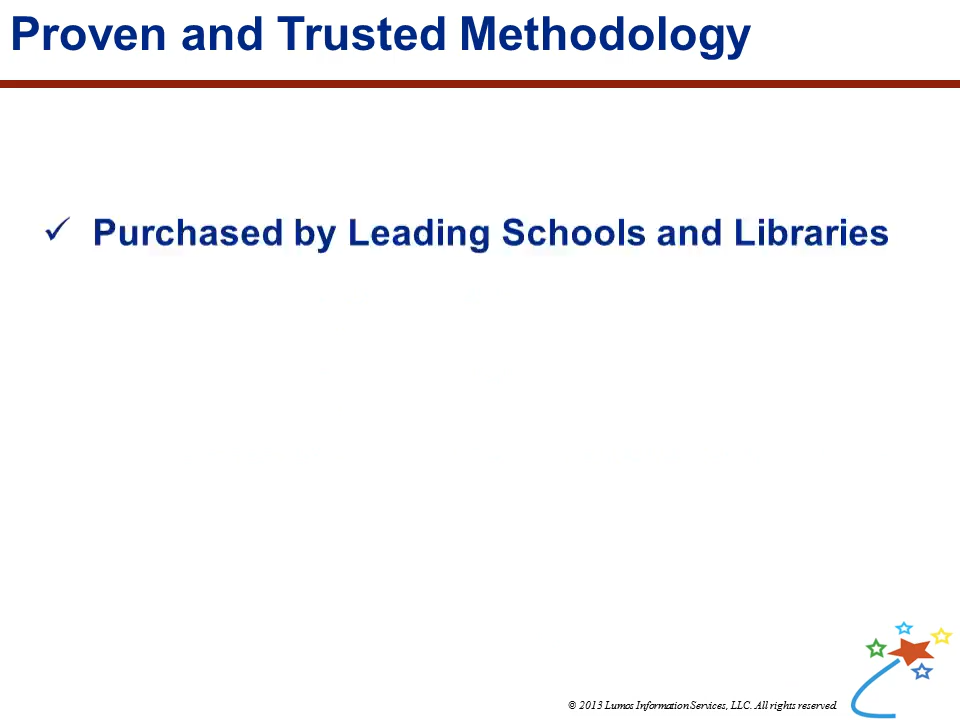 Proven and Trusted Methodology
✓ Purchased by Leading Schools and Libraries
© 2013 Lumos Information Services, LLC. All rights reserved.